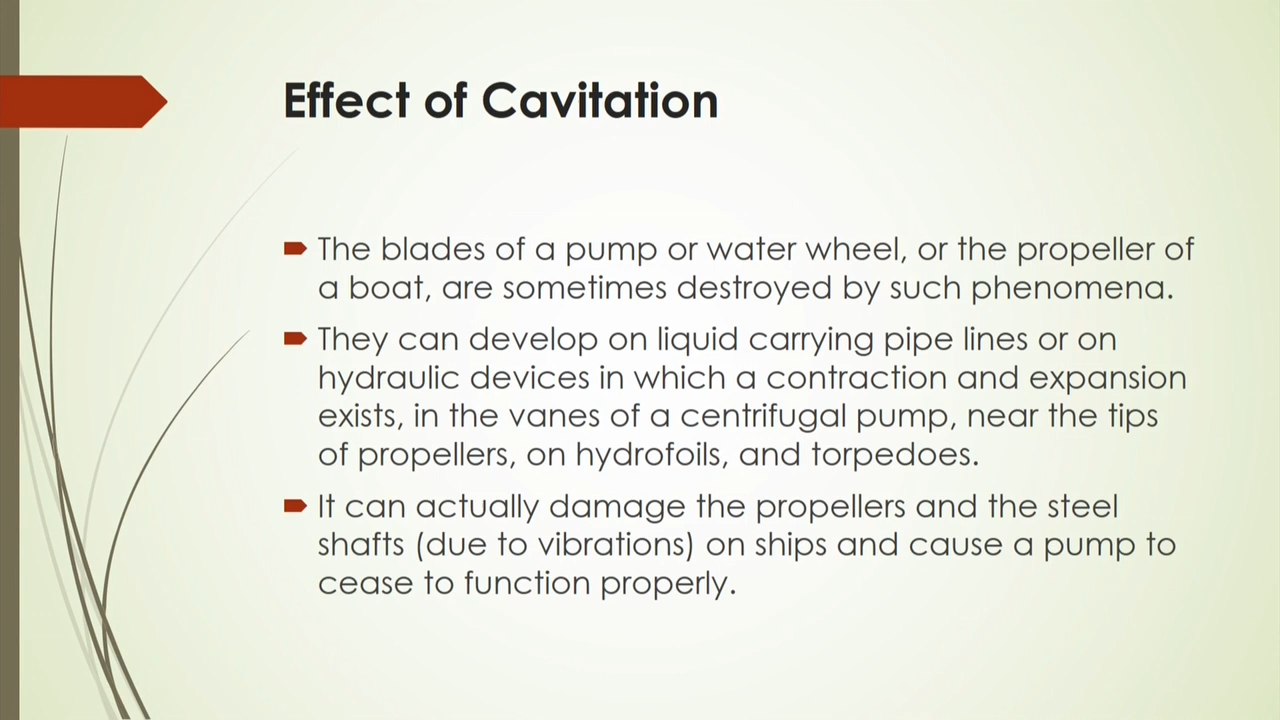 Effect of Cavitation
The blades of a pump or water wheel, or the propeller of
a boat, are sometimes destroyed by such phenomena.
They can develop on liquid carrying pipe lines or on
hydraulic devices in which a contraction and expansion
exists, in the vanes of a centrifugal pump, near the tips
of propellers, on hydrofoils, and torpedoes.
It can actually damage the propellers and the steel
shafts (due to vibrations) on ships and cause a pump to
cease to function properly.